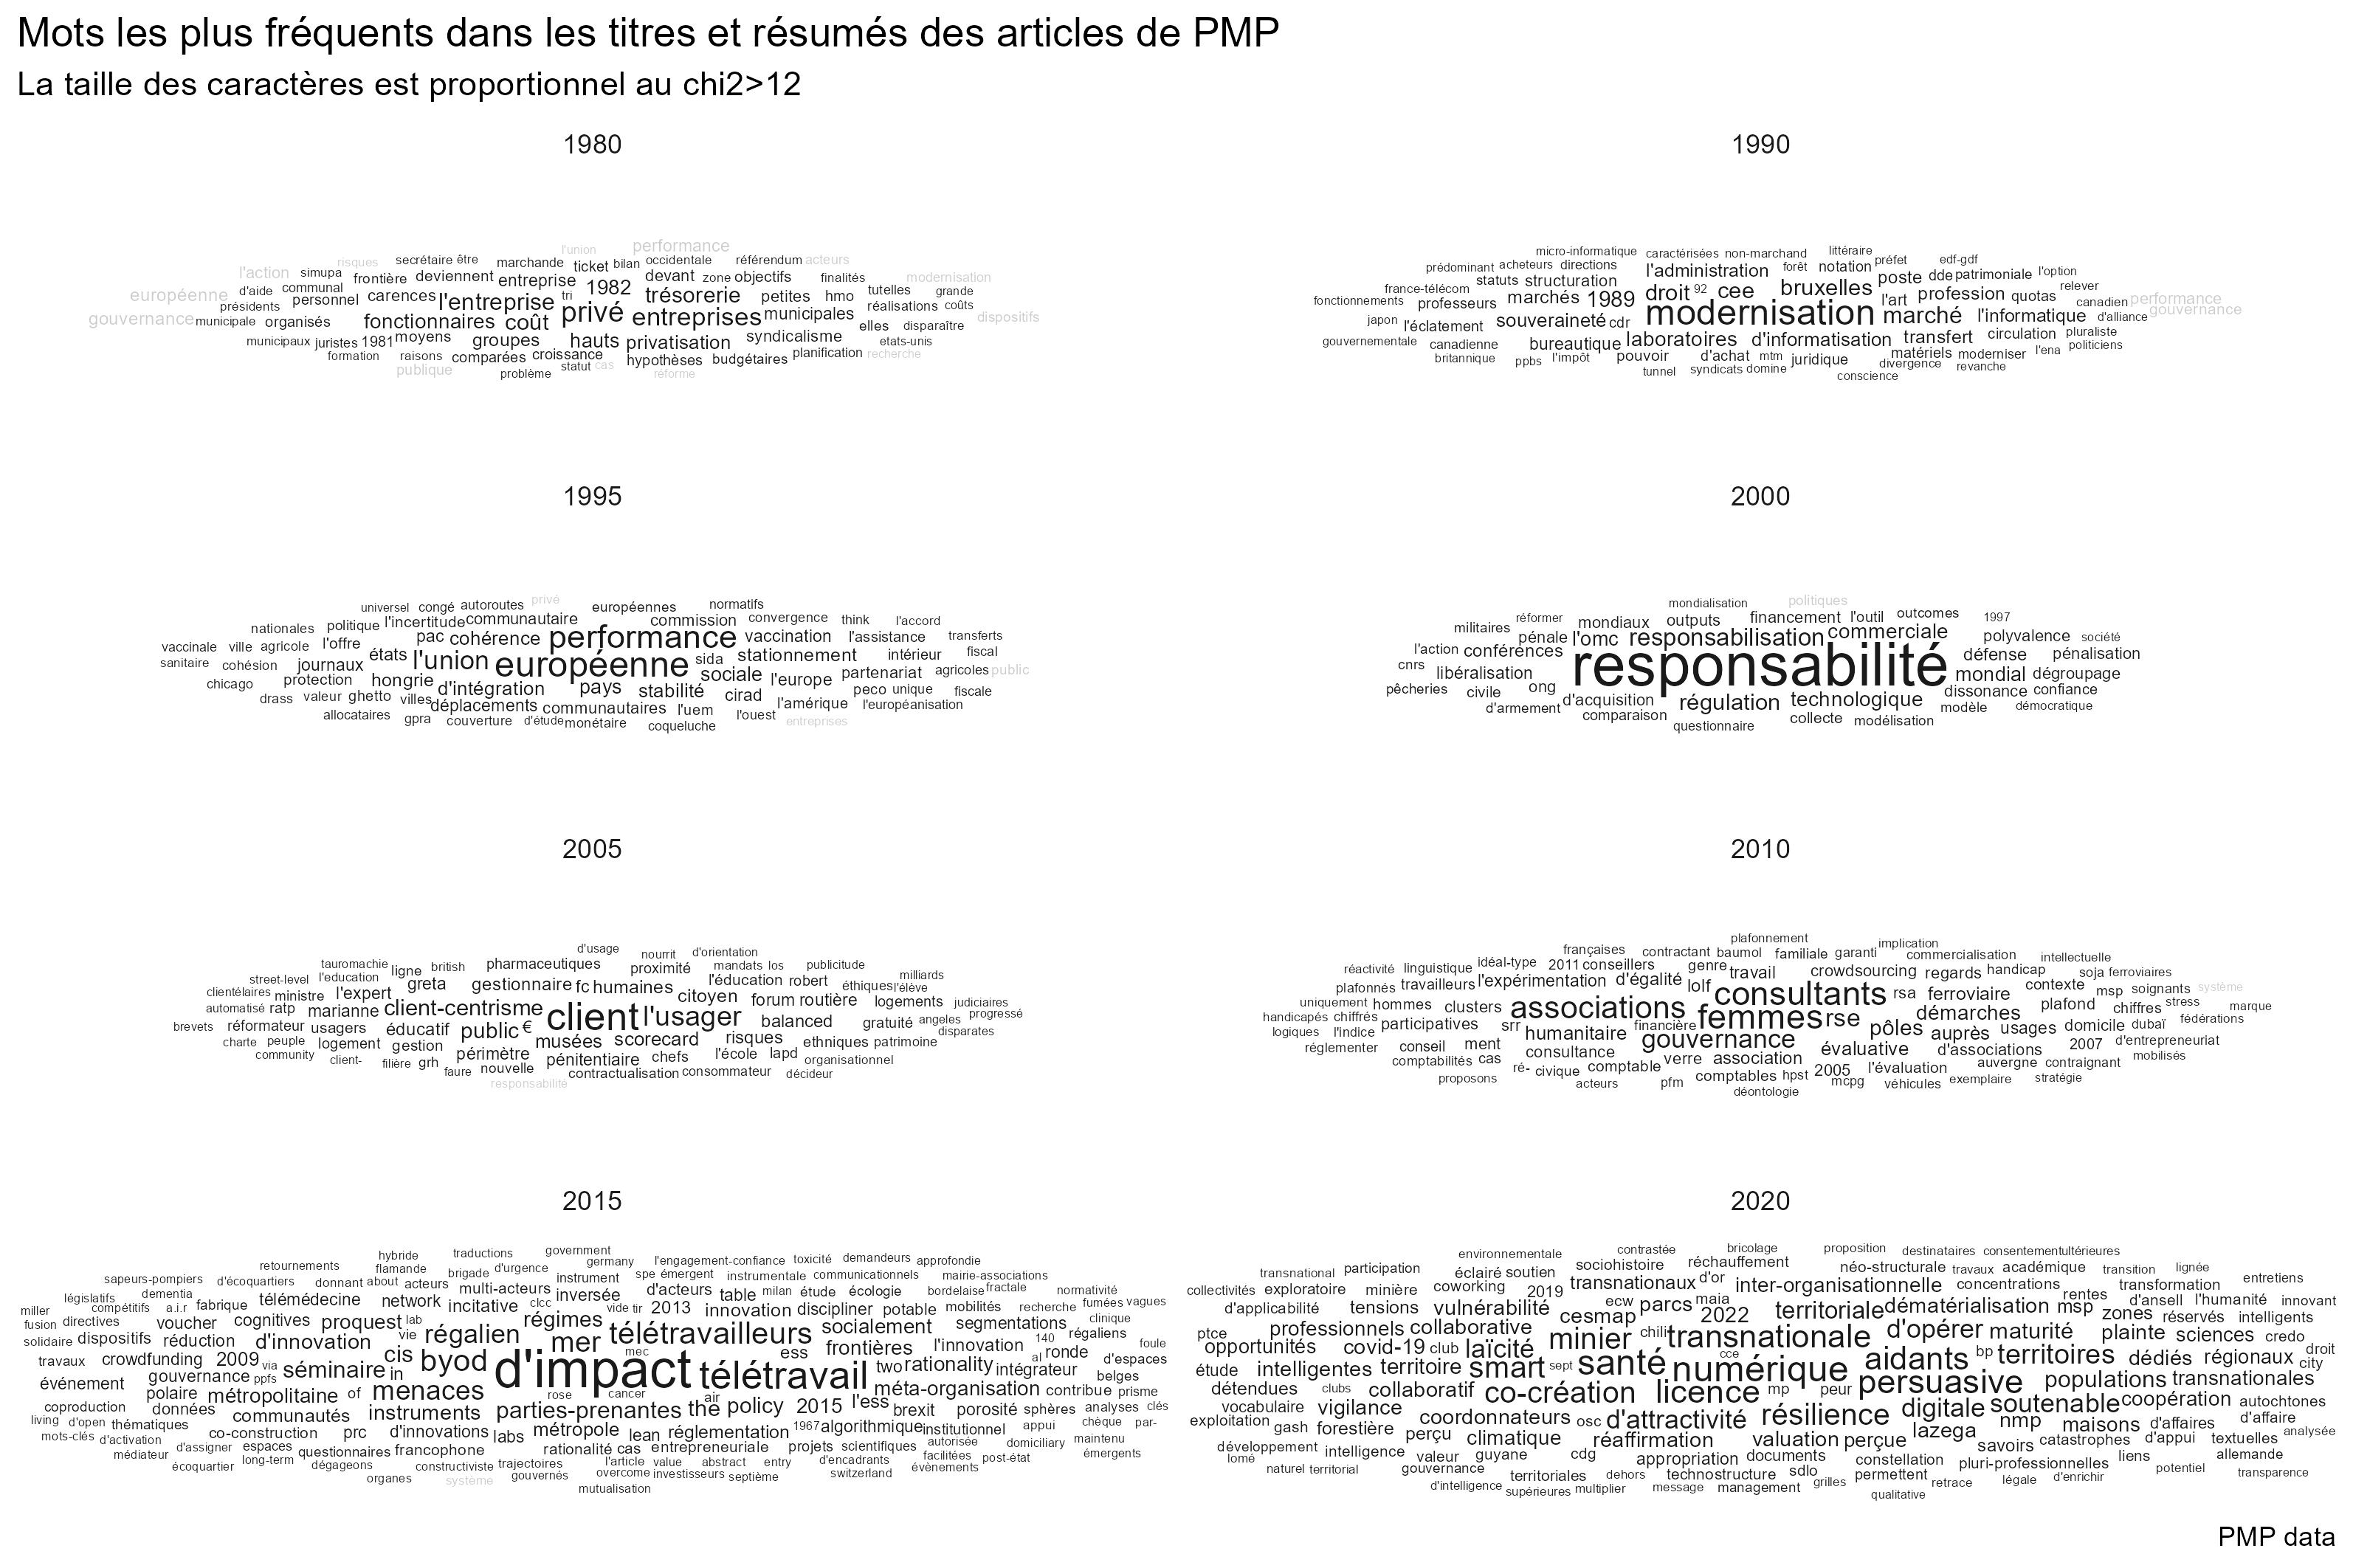 Mots les plus fréquents dans les titres et résumés des articles de PMP
La taille des caractères est proportionnel au chi2>12
1980
l'union performance
risques secrétaire être marchande ticket bilan occidentale référendum acteurs
l'action simupa frontière deviennent entreprise devant zone objectifs finalités modernisation
européenne d'aide communal 1982 tutelles grande
présidents personnel carences l'entreprise tri trésorerie petites hmo réalisations coûts
gouvernance municipale organisés fonctionnaires coût privé entreprises municipales elles disparaître dispositifs
municipaux juristes 1981 moyens groupes hauts privatisation syndicalisme etats-unis
formation raisons comparées croissance hypothèses budgétaires planification recherche
publique problème statut cas réforme
1990
micro-informatique caractérisées non-marchand littéraire
prédominant acheteurs directions l'administration forêt notation préfet edf-gdf
france-télécom statuts structuration droit 92 cee bruxelles poste dde patrimoniale l'option
fonctionnements professeurs marchés 1989 l'art profession quotas relever canadien performance
japon l'éclatement souveraineté cdr modernisation marché l'informatique d'alliance gouvernance
gouvernementale canadienne bureautique laboratoires d'informatisation transfert circulation pluraliste politiciens
britannique ppbs l'impôt pouvoir d'achat mtm juridique matériels moderniser l'ena
tunnel syndicats domine divergence revanche
conscience
1995
universel congé autoroutes privé européennes normatifs
nationales politique l'incertitude communautaire commission convergence think l'accord
vaccinale ville agricole l'offre pac cohérence performance vaccination l'assistance transferts
sanitaire cohésion journaux états l'union européenne sida stationnement intérieur fiscal
chicago protection hongrie sociale l'europe partenariat agricoles public
drass valeur ghetto villes d'intégration pays stabilité cirad peco unique fiscale
déplacements communautaires l'uem l'amérique l'européanisation
allocataires gpra couverture d'étude monétaire coqueluche l'ouest entreprises
2000
mondialisation politiques
réformer mondiaux outputs financement l'outil outcomes 1997
militaires pénale l'omc responsabilisation commerciale polyvalence société
l'action conférences responsabilité défense pénalisation
cnrs libéralisation mondial dégroupage
pêcheries civile ong dissonance confiance
d'armement d'acquisition régulation technologique modèle démocratique
comparaison collecte modélisation
questionnaire
2005
d'usage nourrit d'orientation
tauromachie ligne british pharmaceutiques proximité mandats los publicitude
street-level l'education greta gestionnaire fc humaines l'éducation robert éthiques milliards l'élève
clientélaires ministre l'expert citoyen forum routière logements judiciaires
automatisé ratp marianne client-centrisme client l'usager balanced gratuité angeles progressé
brevets réformateur usagers éducatif public € disparates
charte peuple logement gestion périmètre musées scorecard risques ethniques patrimoine
community client- filière grh pénitentiaire chefs l'école lapd organisationnel
faure nouvelle contractualisation consommateur décideur
responsabilité
2010
plafonnement
françaises contractant baumol familiale garanti implication commercialisation intellectuelle
réactivité linguistique idéal-type 2011 conseillers genre travail crowdsourcing regards handicap soja ferroviaires
plafonnés travailleurs l'expérimentation d'égalité lolf consultants rsa ferroviaire contexte msp soignants système
uniquement hommes clusters associations démarches plafond chiffres stress marque
handicapés chiffrés participatives srr femmes rse pôles usages domicile dubaï fédérations
logiques l'indice humanitaire financière gouvernance auprès 2007 d'entrepreneuriat
réglementer conseil ment consultance évaluative d'associations mobilisés
comptabilités cas ré- civique comptable verre association l'évaluation auvergne contraignant
proposons acteurs pfm comptables hpst 2005 mcpg véhicules exemplaire stratégie
déontologie
2015
hybride traductions government
retournements flamande brigade d'urgence germany l'engagement-confiance toxicité demandeurs approfondie
sapeurs-pompiers d'écoquartiers donnant about acteurs multi-acteurs instrument spe émergent instrumentale communicationnels mairie-associations
législatifs dementia inversée d'acteurs table milan étude écologie bordelaise fractale normativité
miller compétitifs a.i.r fabrique télémédecine network incitative clcc vide tir 2013 innovation discipliner potable mobilités recherche fumées vagues
fusion directives voucher cognitives proquest lab régimes socialement segmentations clinique
solidaire dispositifs réduction d'innovation vie régalien mer télétravailleurs frontières l'innovation 140 régaliens foule
travaux crowdfunding 2009 via cis byod mec ess al ronde d'espaces
événement gouvernance ppfs séminaire in d'impact télétravail two rationality intégrateur belges
polaire métropolitaine of menaces rose cancer air méta-organisation contribue prisme
coproduction données communautés instruments parties-prenantes the policy 2015 l'ess brexit porosité sphères analyses clés
living d'open thématiques 1967 algorithmique institutionnel appui chèque par-
mots-clés d'activation co-construction prc d'innovations labs métropole lean réglementation
d'assigner espaces questionnaires francophone rationalité cas entrepreneuriale projets scientifiques autorisée domiciliary maintenu
médiateur long-term l'article value abstract entry d'encadrants facilitées post-état émergents
écoquartier dégageons constructiviste trajectoires overcome investisseurs septième switzerland évènements
organes système gouvernés
mutualisation
2020
contrastée bricolage proposition destinataires consentement ultérieures
environnementale sociohistoire réchauffement
transnational participation éclairé soutien néo-structurale travaux académique transition lignée
collectivités exploratoire minière coworking 2019 transnationaux d'or inter-organisationnelle concentrations transformation entretiens
d'applicabilité tensions vulnérabilité ecw parcs maia rentes d'ansell l'humanité innovant
cesmap 2022 territoriale dématérialisation msp zones réservés intelligents
ptce professionnels collaborative minier chili transnationale d'opérer maturité plainte sciences credo
opportunités covid-19 club laïcité cce bp droit
étude intelligentes territoire smart sept santé numérique aidants territoires dédiés régionaux city
détendues clubs collaboratif co-création licence mp peur persuasive populations transnationales
vocabulaire vigilance digitale soutenable coopération autochtones
exploitation gash forestière coordonnateurs osc d'attractivité résilience nmp maisons d'affaires d'affaire
perçu climatique réaffirmation valuation perçue lazega analysée
développement intelligence savoirs catastrophes d'appui textuelles
lomé valeur guyane cdg appropriation documents constellation liens allemande
naturel territorial gouvernance territoriales dehors technostructure sdlo pluri-professionnelles potentiel transparence
d'intelligence supérieures multiplier message management grilles permettent retrace légale d'enrichir
qualitative
PMP data